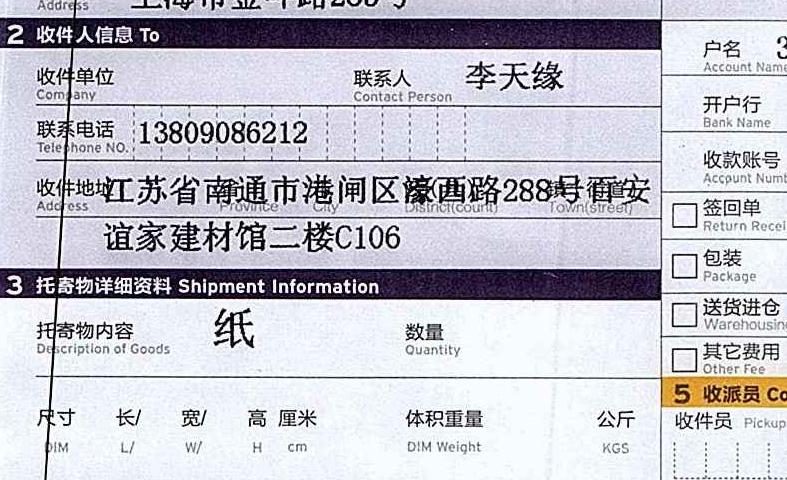 Address 上海市金
2 收件人信息 To
收件单位
Company
联系人 李天缘
Contact Person
联系电话 13809086212
Telephone NO.
收件地址 江苏省南通市港闸区濠西路288号百安
Address Province City District(count) Town(street)
谊家建材馆二楼C106
3 托寄物详细资料 Shipment Information
托寄物内容 纸 数量
Description of Goods Quantity
尺寸 长/ 宽/ 高 厘米 体积重量 公斤
DIM L/ W/ H cm DIM Weight KGS
户名 3
Account Name
开户行
Bank Name
收款账号
Account Numb
签回单
Return Recei
包装
Package
送货进仓
Warehousing
其它费用
Other Fee
5 收派员 Co
收件员 Pickup